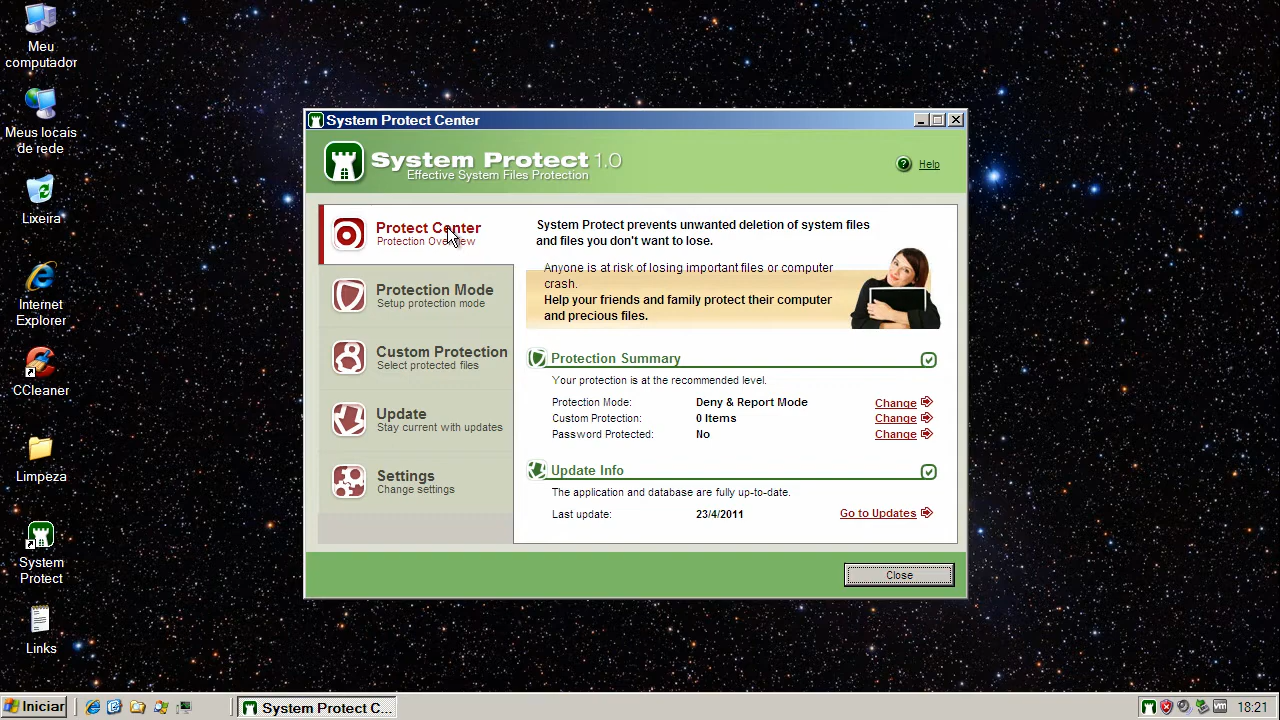 Meu
computador
Meus locais
de rede
Lixeira
Internet
Explorer
CCleaner
Limpeza
System
Protect
Links
System Protect Center
System Protect 1.0
Effective System Files Protection
? Help
Protect Center
Protection Overview
Protection Mode
Setup protection mode
Custom Protection
Select protected files
Update
Stay current with updates
Settings
Change settings
System Protect prevents unwanted deletion of system files
and files you don't want to lose.
Anyone is at risk of losing important files or computer
crash.
Help your friends and family protect their computer
and precious files.
Protection Summary
Your protection is at the recommended level.
Protection Mode: Deny & Report Mode Change
Custom Protection: 0 Items Change
Password Protected: No Change
Update Info
The application and database are fully up-to-date.
Last update: 23/4/2011 Go to Updates
Close
Iniciar
System Protect C...
vm
18:21